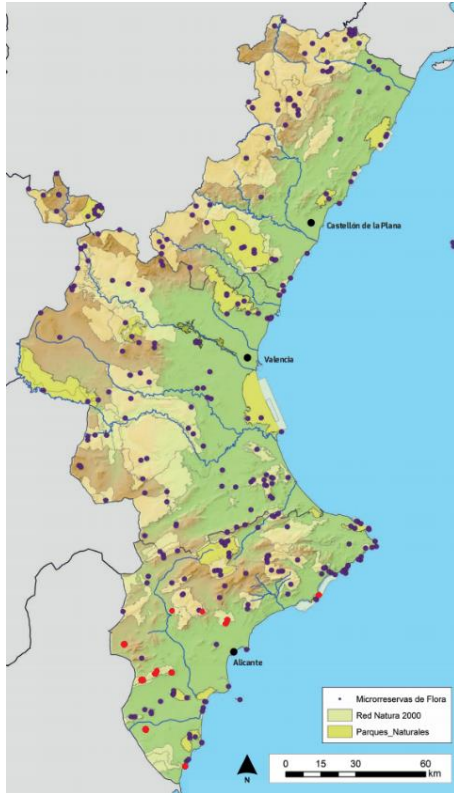 Castellón de la Plana
Valencia
Alicante
Microrreservas de Flora
Red Natura 2000
Parques_Naturales
N
0 15 30 60
km